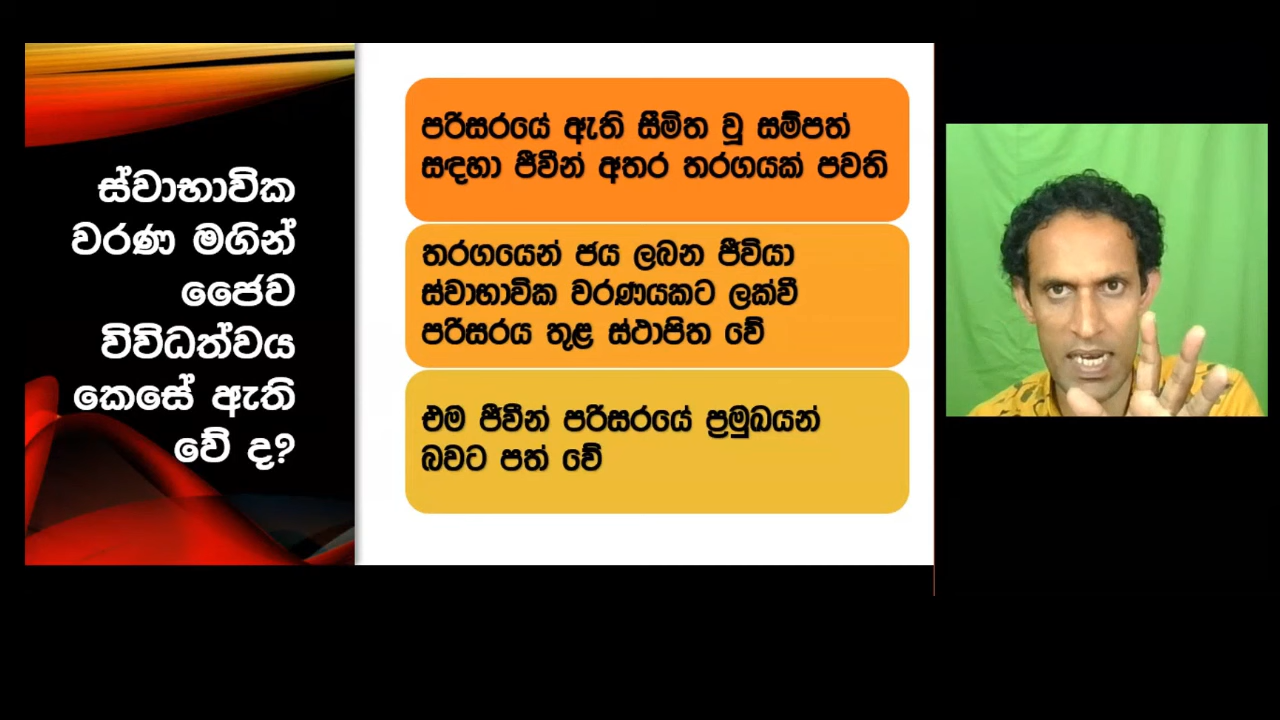 ස්වාභාවික
වරණ මගින්
ජෛව
විවිධත්වය
කෙසේ ඇති
වේ ද?
පරිසරයේ ඇති සීමිත වූ සම්පත්
සඳහා ජීවීන් අතර තරගයක් පවති
තරගයෙන් ජය ලබන ජීවියා
ස්වාභාවික වරණයකට ලක්වී
පරිසරය තුළ ස්ථාපිත වේ
එම ජීවීන් පරිසරයේ ප්‍රමුඛයන්
බවට පත් වේ